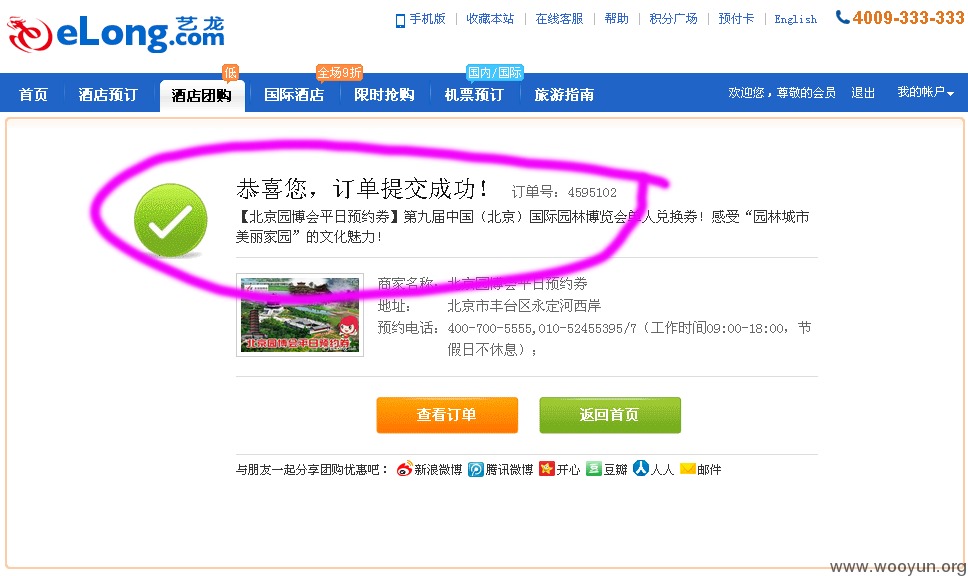 艺龙
eLong.com
手机版 收藏本站 在线客服 帮助 积分广场 预付卡 English 4009-333-333
低 全场9折 国内/国际
首页 酒店预订 酒店团购 国际酒店 限时抢购 机票预订 旅游指南 欢迎您，尊敬的会员 退出 我的帐户
恭喜您，订单提交成功！ 订单号：4595102
【北京园博会平日预约券】第九届中国（北京）国际园林博览会单人兑换券！感受“园林城市
美丽家园”的文化魅力！
商家名称：北京园博会平日预约券
地址： 北京市丰台区永定河西岸
预约电话：400-700-5555,010-52455395/7（工作时间09:00-18:00，节
假日不休息）；
北京园博会平日预约券
查看订单 返回首页
与朋友一起分享团购优惠吧： 新浪微博 腾讯微博 开心 豆瓣 人人 邮件
www.wooyun.org